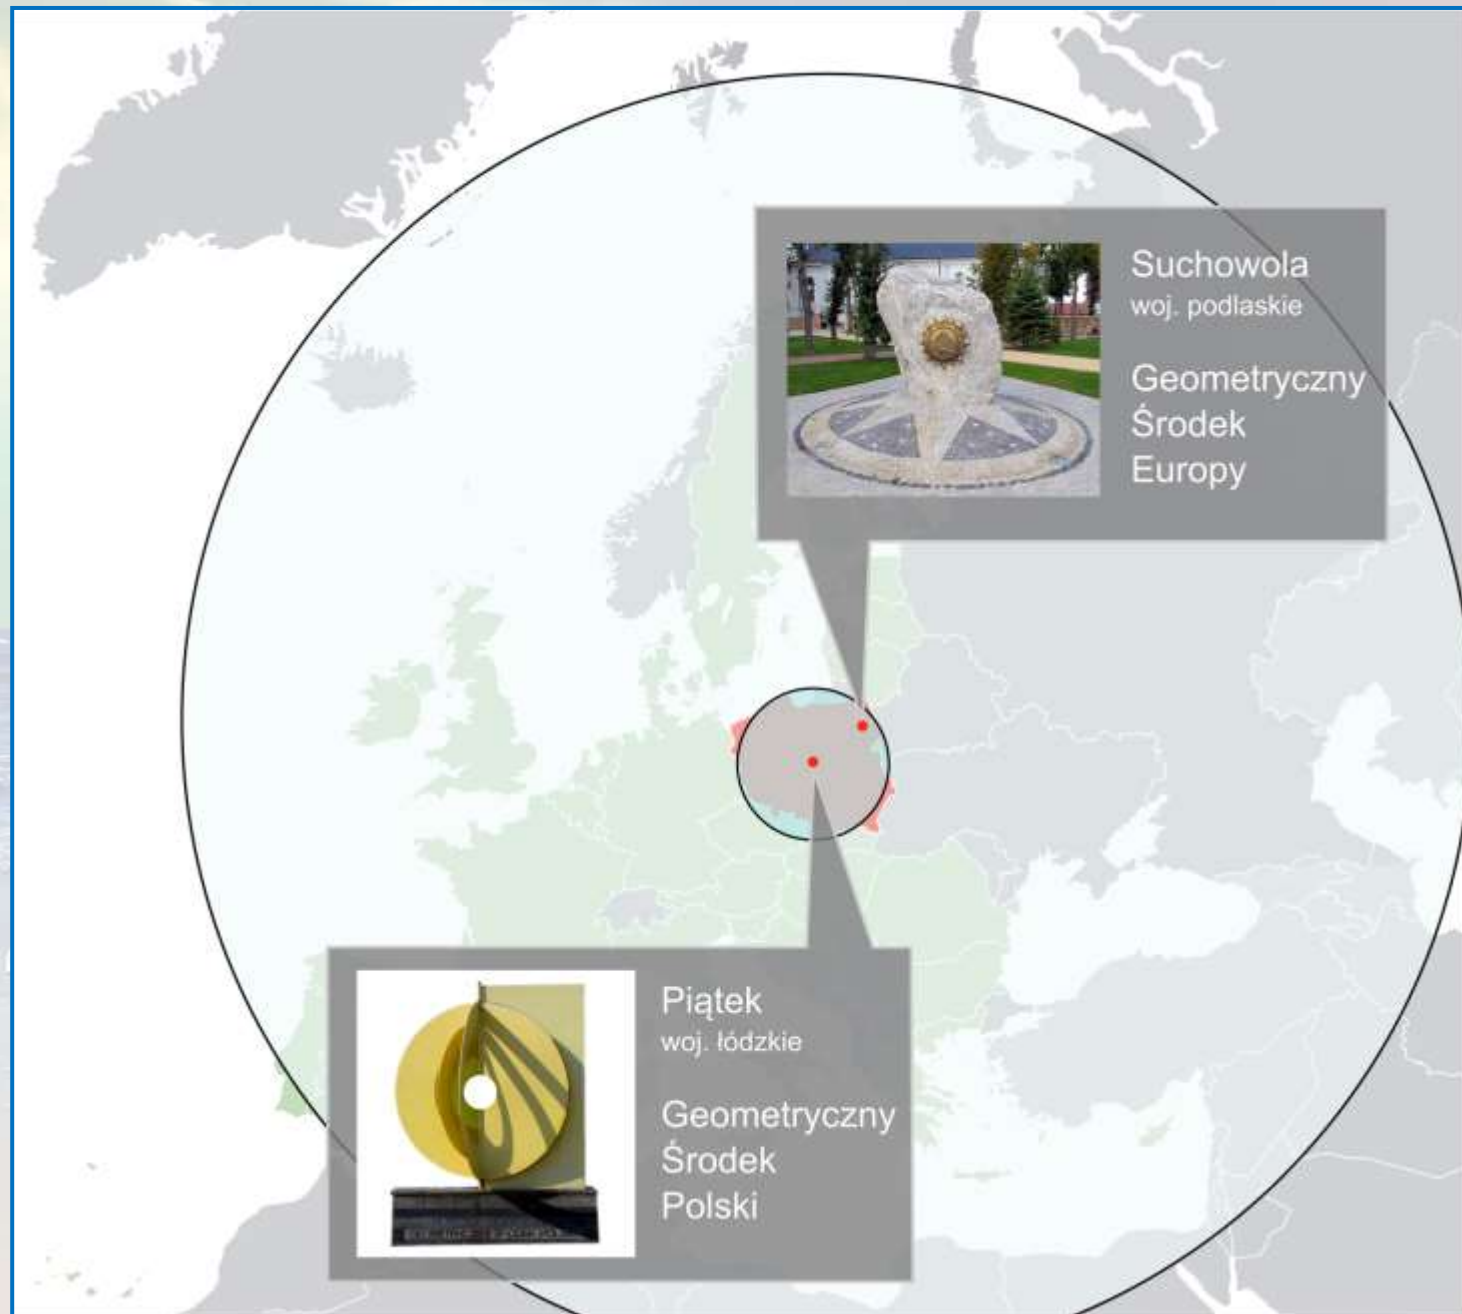 Suchowola
woj. podlaskie
Geometryczny
Środek
Europy
Piątek
woj. łódzkie
Geometryczny
Środek
Polski